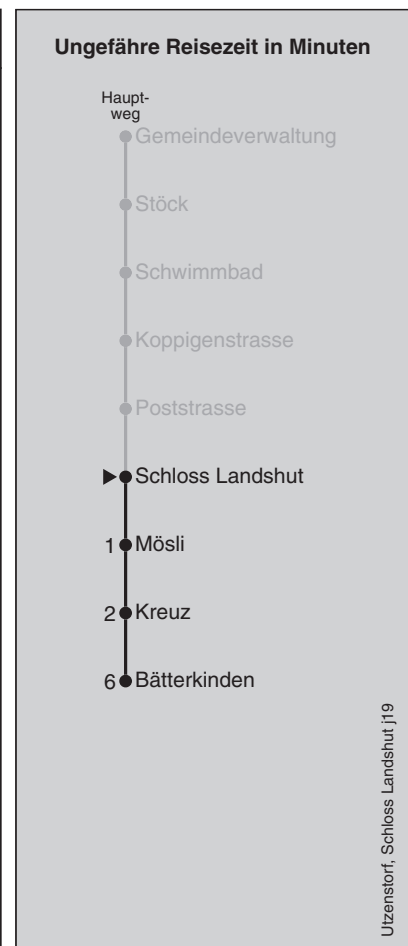 Ungefähre Reisezeit in Minuten
Haupt-
weg
Gemeindeverwaltung
Stöck
Schwimmbad
Koppigenstrasse
Poststrasse
Schloss Landshut
1 Mösli
2 Kreuz
6 Bätterkinden
Utzenstorf, Schloss Landshut j19